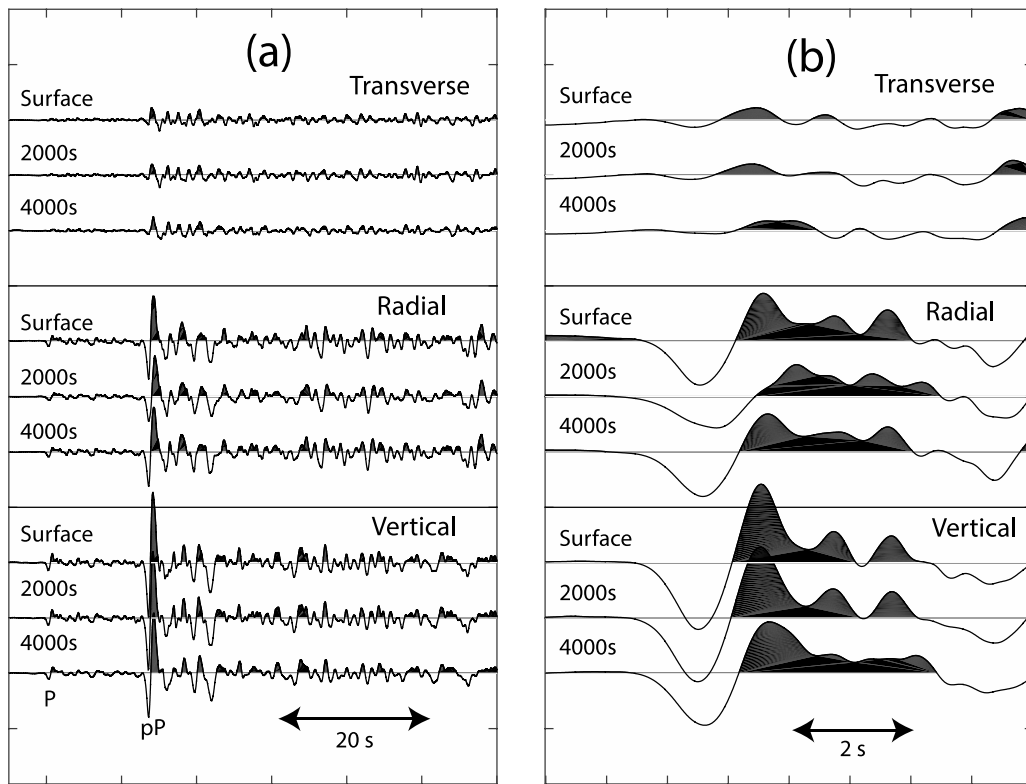 (a)
Transverse
Surface
2000s
4000s
Radial
Surface
2000s
4000s
Vertical
Surface
2000s
4000s
P
pP
20 s
(b)
Transverse
Surface
2000s
4000s
Radial
Surface
2000s
4000s
Vertical
Surface
2000s
4000s
2 s